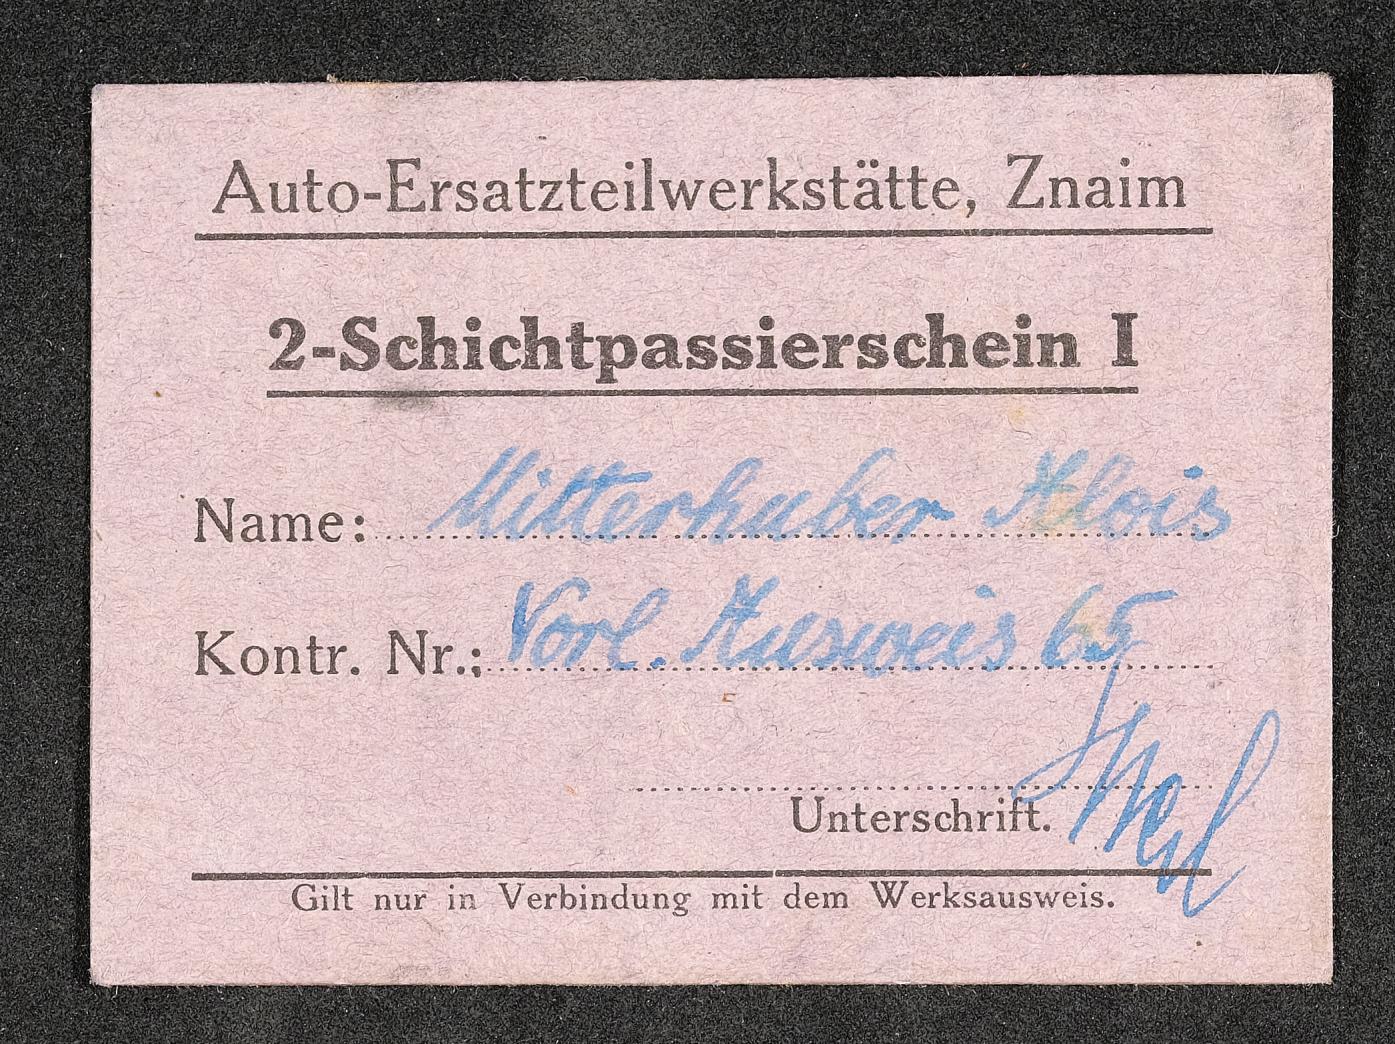 Auto-Ersatzteilwerkstätte, Znaim
2-Schichtpassierschein I
Name: Mitterhuber Alois
Kontr. Nr.: Vorl. Ausweis 65
Unterschrift.
Gilt nur in Verbindung mit dem Werksausweis.